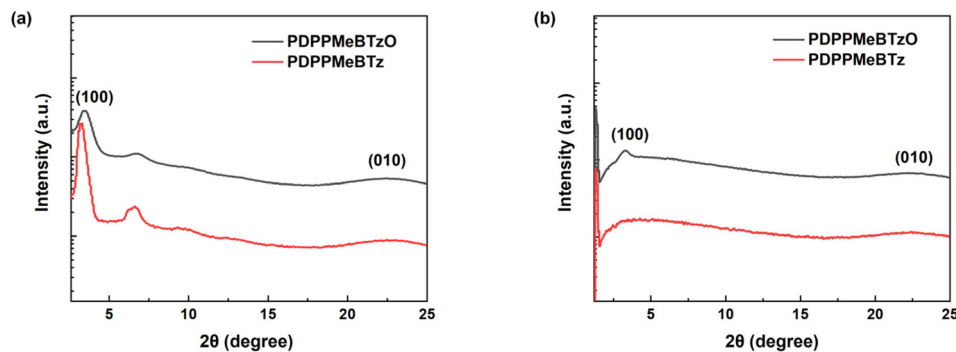 (a)
PDPPMeBTzO
PDPPMeBTz
(100)
(010)
Intensity (a.u.)
5
10
15
20
25
2θ (degree)
(b)
PDPPMeBTzO
PDPPMeBTz
(100)
(010)
Intensity (a.u.)
5
10
15
20
25
2θ (degree)